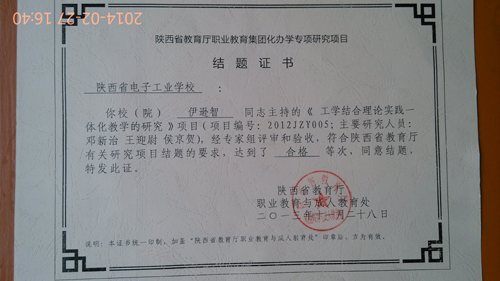 2014-02-27 16:40
陕西省教育厅职业教育集团化办学专项研究项目
结题证书
陕西省电子工业学校 :
你校(院) 伊逊智 同志主持的《 工学结合理论实践一
体化教学的研究》项目(项目编号: 2012JZY005; 主要研究人员:
邓新治 王迎尉 侯京贺), 经专家组评审和验收, 符合陕西省教育厅
有关研究项目结题的要求, 达到了 合格 等次, 同意结题,
特发此证。
陕西省教育厅
职业教育与成人教育处
二〇一三年十一月二十八日
说明: 本证书统一印制, 加盖"陕西省教育厅职业教育与成人教育处"印章后, 方为有效。